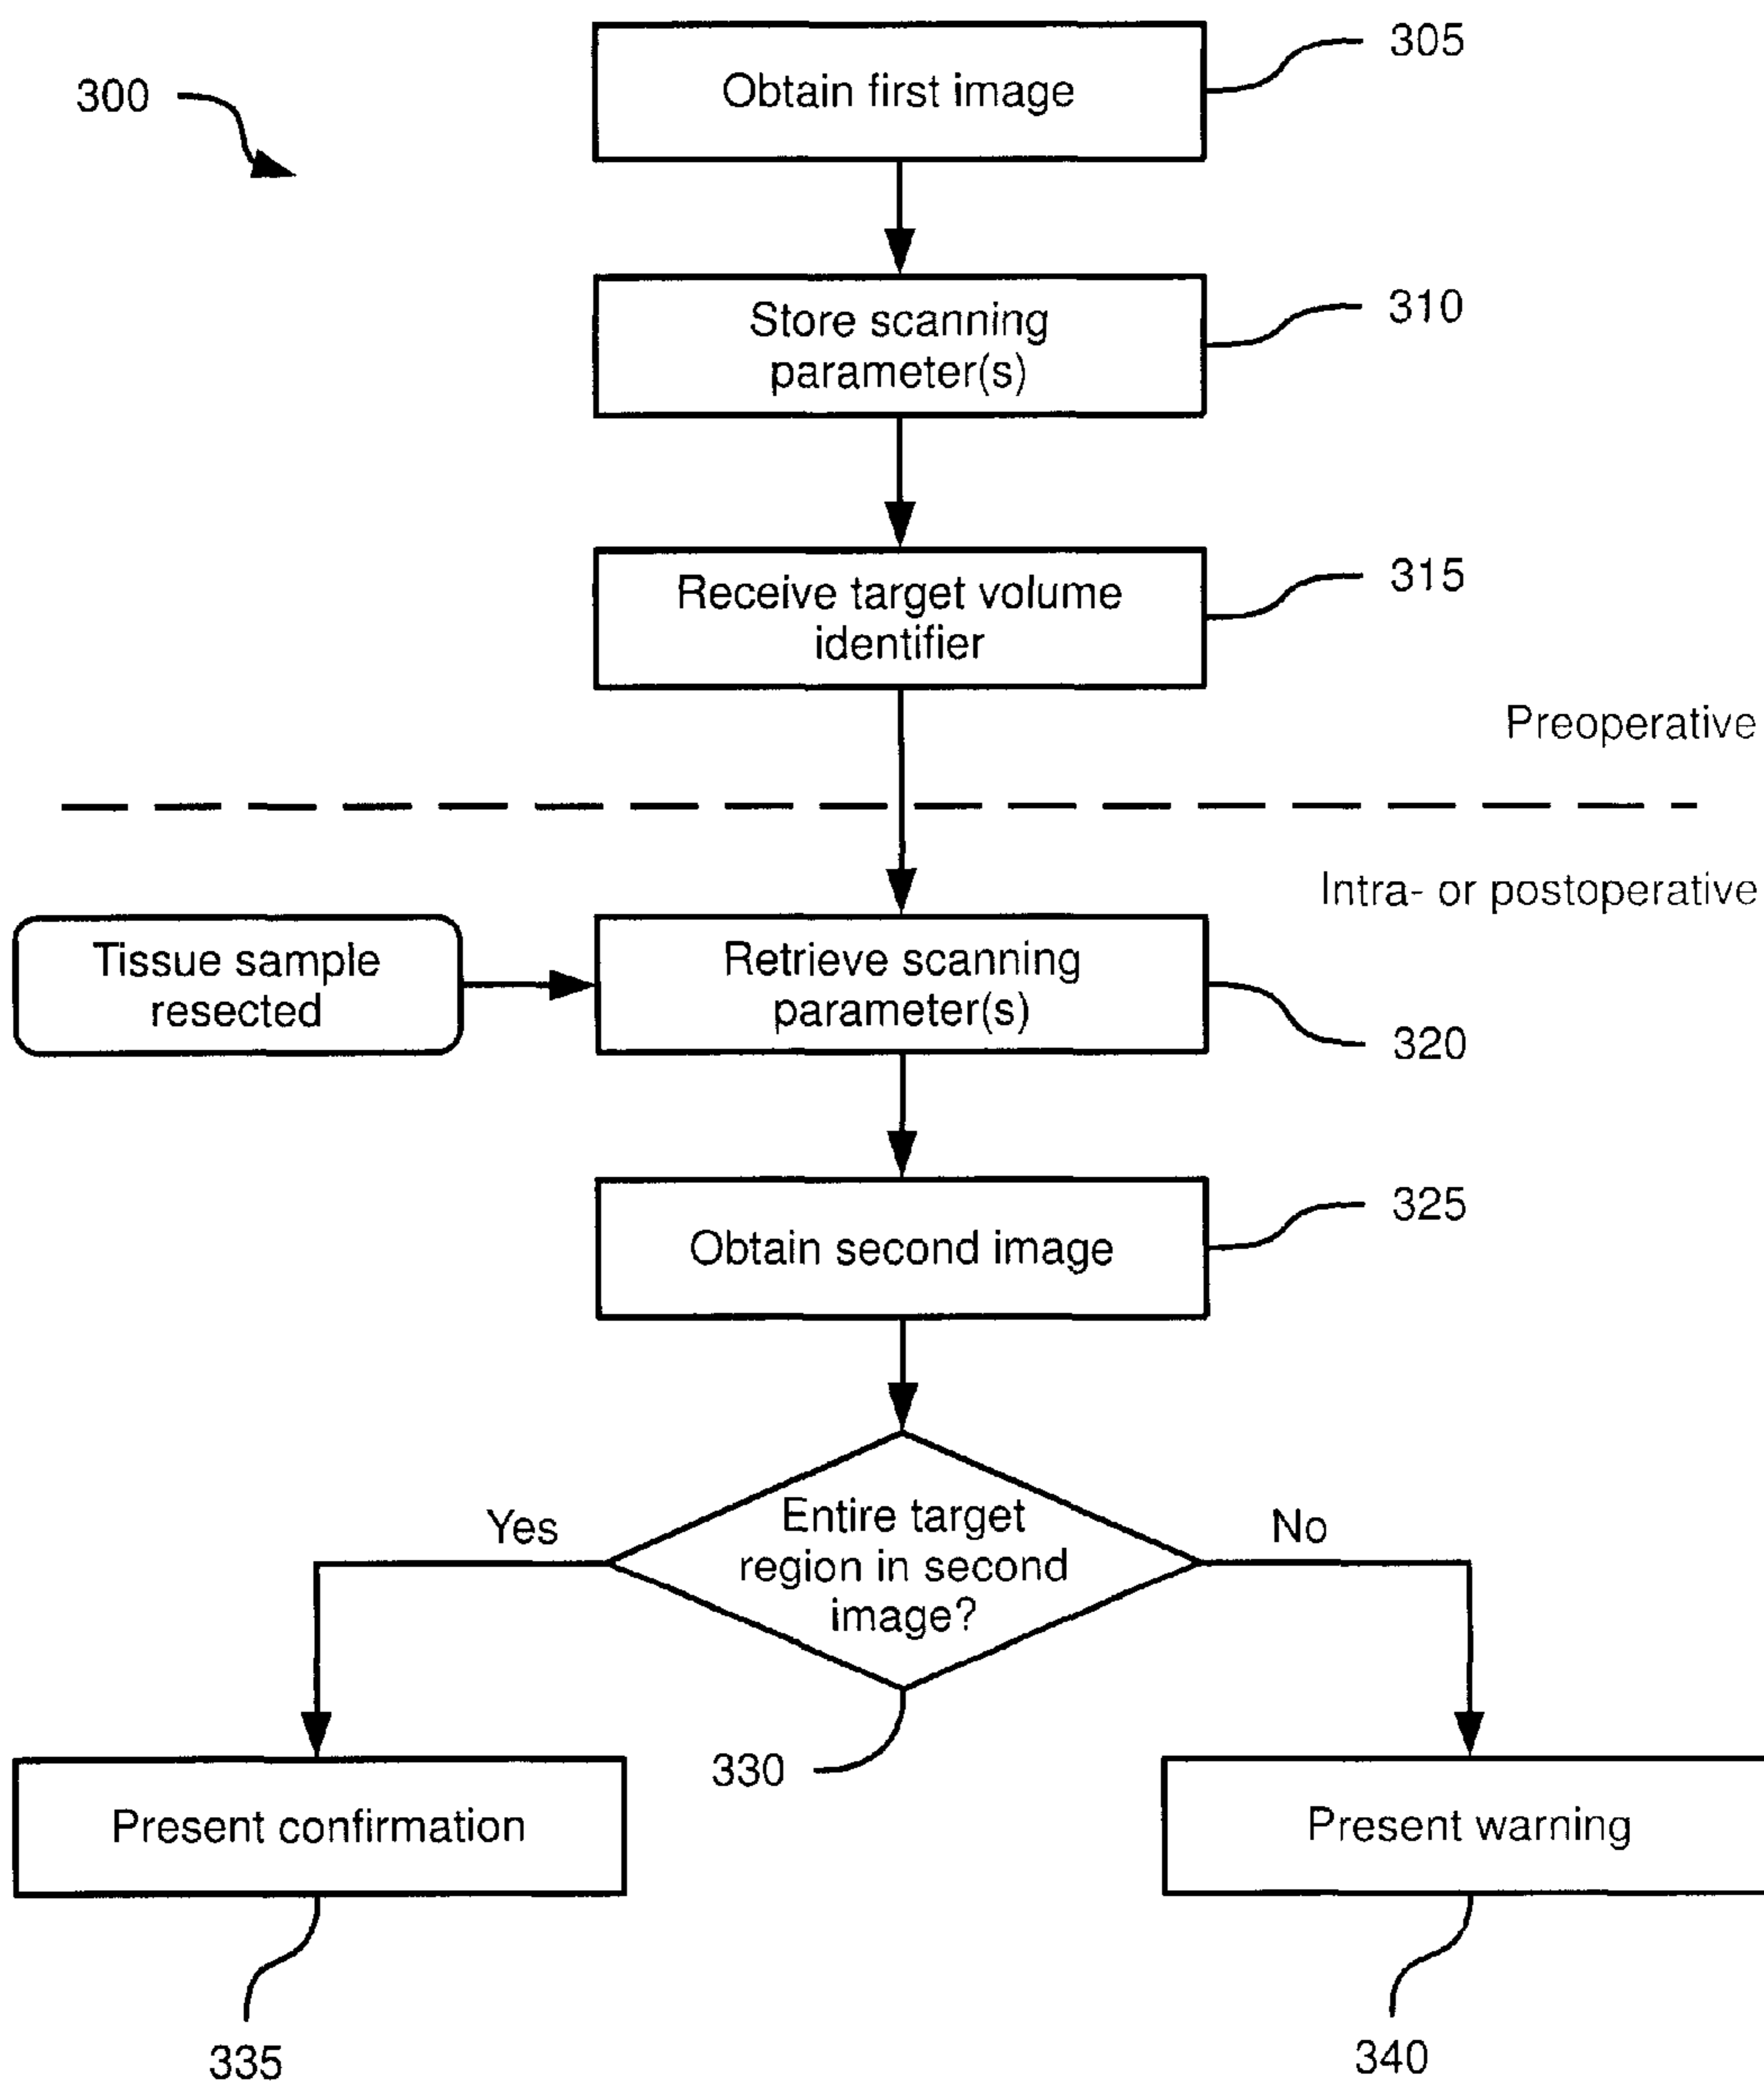 305
Obtain first image
300
Store scanning
parameter(s)
310
Receive target volume
identifier
315
Preoperative
Intra- or postoperative
Tissue sample
resected
Retrieve scanning
parameter(s)
320
Obtain second image
325
Yes
Entire target
region in second
image?
No
330
Present confirmation
Present warning
335
340